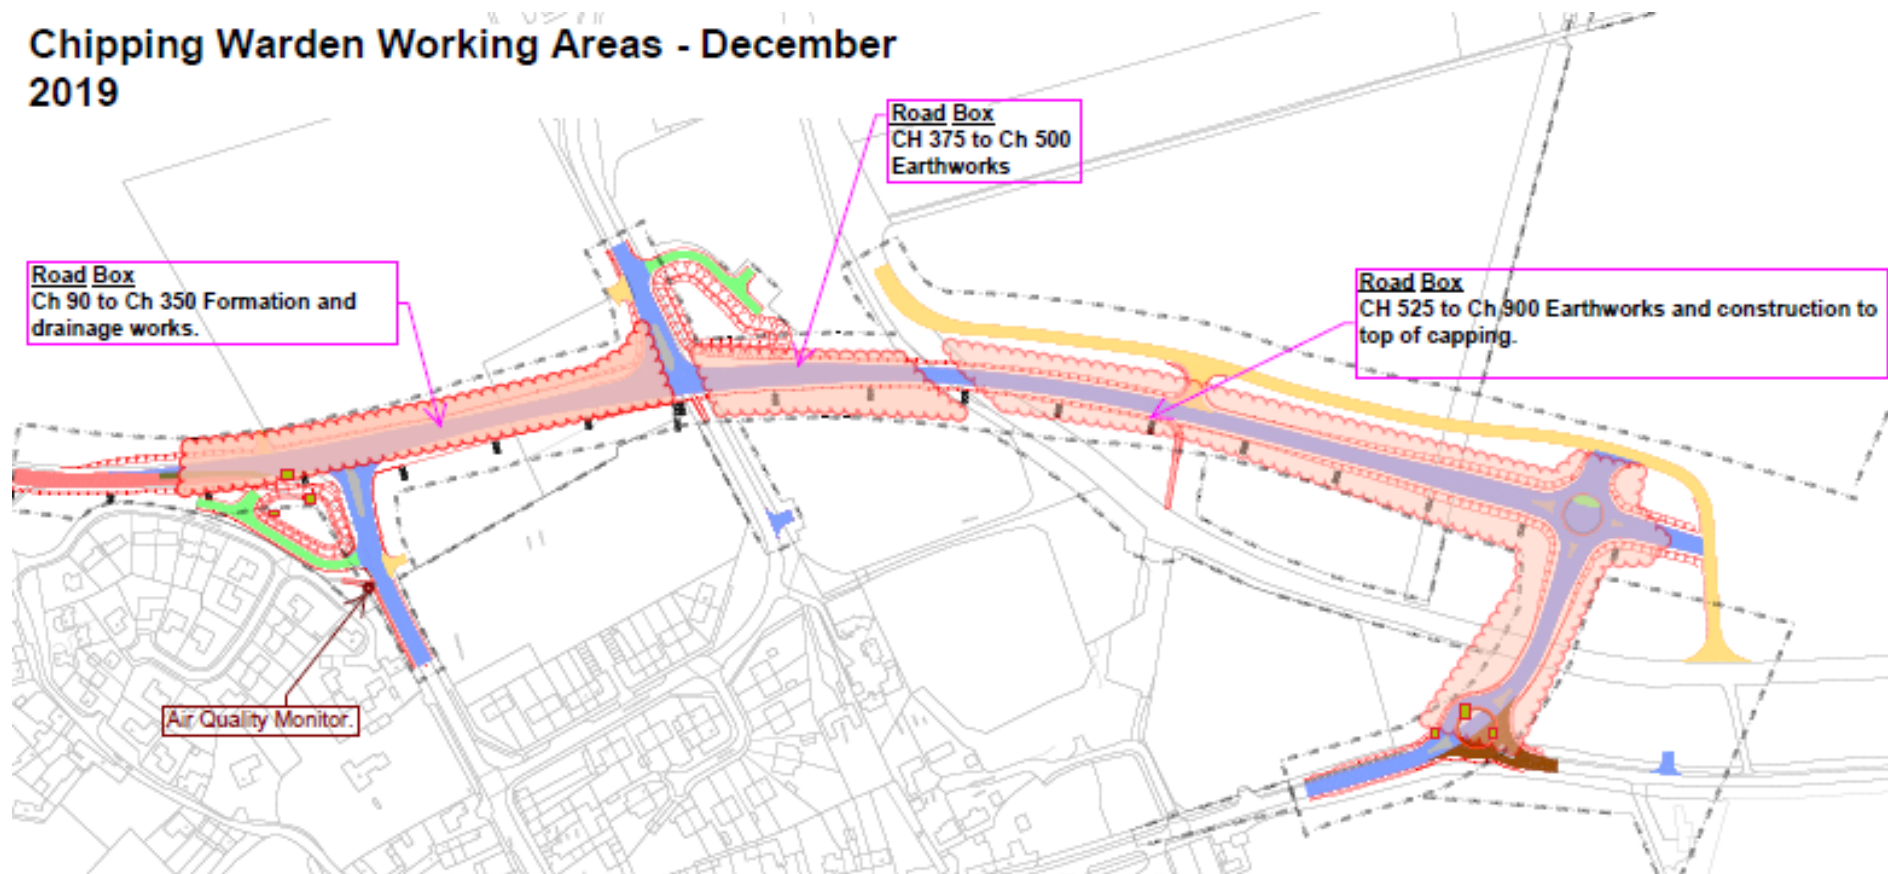 Chipping Warden Working Areas - December
2019
Road Box
CH 375 to Ch 500
Earthworks
Road Box
Ch 90 to Ch 350 Formation and
drainage works.
Road Box
CH 525 to Ch 900 Earthworks and construction to
top of capping.
Air Quality Monitor.